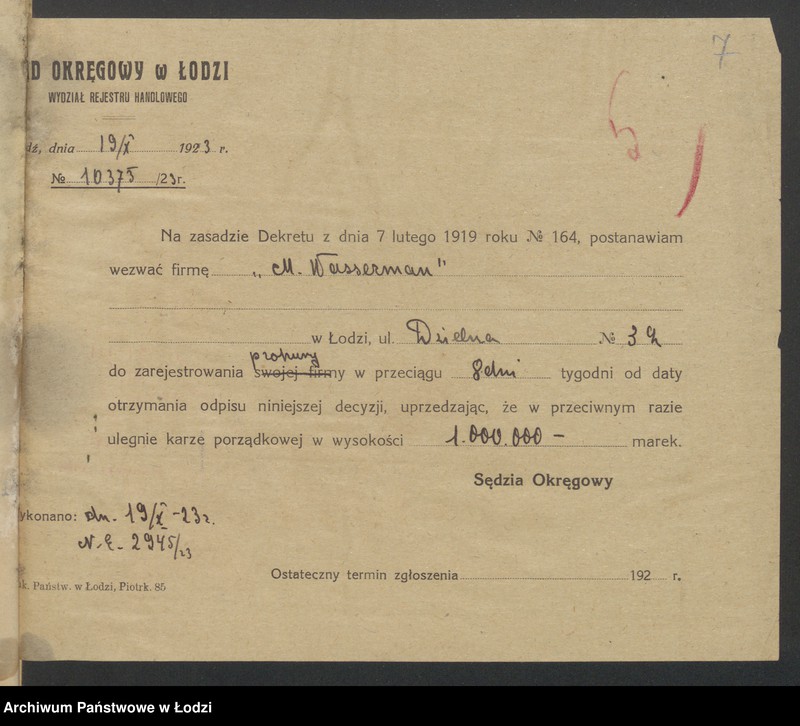 7
5
D OKRĘGOWY w ŁODZI
WYDZIAŁ REJESTRU HANDLOWEGO
dź, dnia 19/X 1923 r.
№ 10375 /23r.
Na zasadzie Dekretu z dnia 7 lutego 1919 roku № 164, postanawiam
wezwać firmę „M. Wasserman"
w Łodzi, ul. Dzielna № 32
prokury
do zarejestrowania swojej firmy w przeciągu 8 dni tygodni od daty
otrzymania odpisu niniejszej decyzji, uprzedzając, że w przeciwnym razie
ulegnie karze porządkowej w wysokości 1.000.000 – marek.
Sędzia Okręgowy
ykonano: dn. 19/X -23r.
N. E. 2945/23
Ostateczny termin zgłoszenia 192 r.
k. Państw. w Łodzi, Piotrk. 85
Archiwum Państwowe w Łodzi